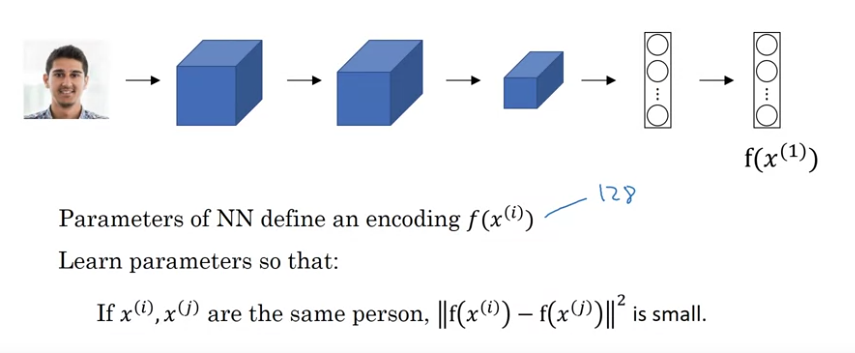 f(x⁽¹⁾)
128
Parameters of NN define an encoding f(x⁽ⁱ⁾)
Learn parameters so that:
If x⁽ⁱ⁾, x⁽ʲ⁾ are the same person, ‖f(x⁽ⁱ⁾) – f(x⁽ʲ⁾)‖² is small.